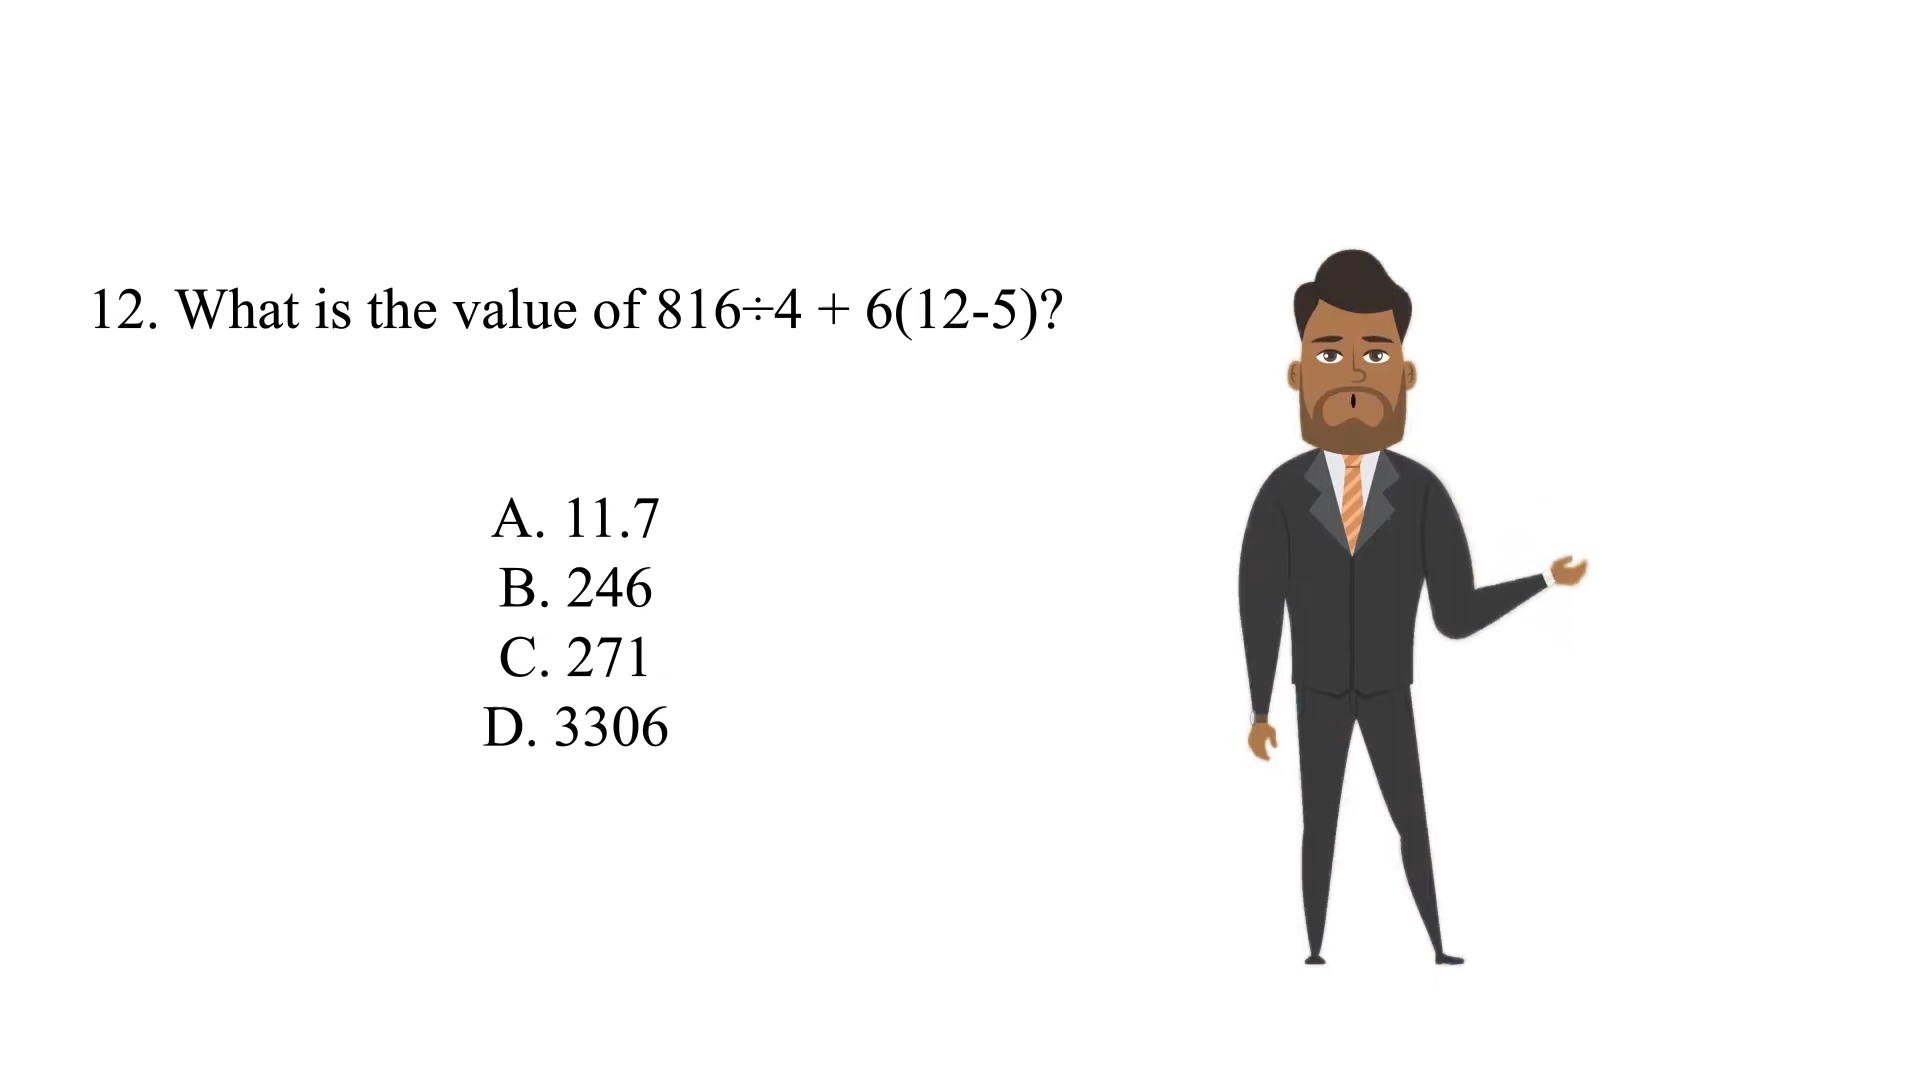 12. What is the value of 816÷4 + 6(12-5)?
A. 11.7
B. 246
C. 271
D. 3306